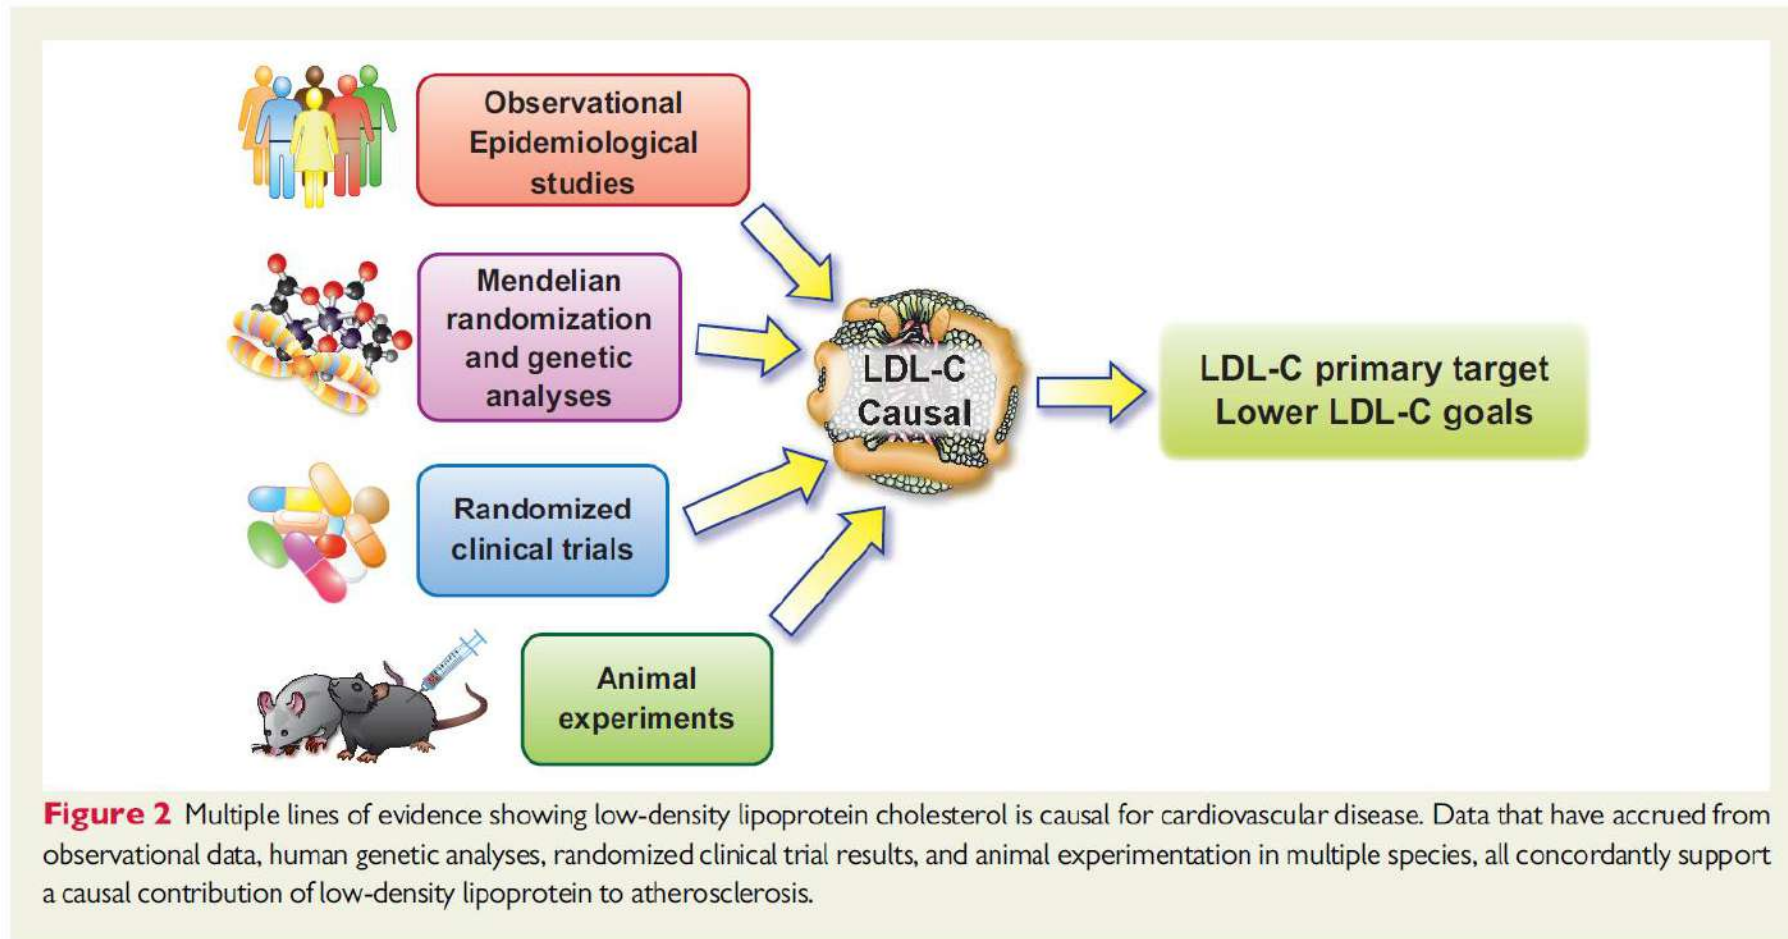 Observational
Epidemiological
studies
Mendelian
randomization
and genetic
analyses
Randomized
clinical trials
Animal
experiments
LDL-C
Causal
LDL-C primary target
Lower LDL-C goals
Figure 2 Multiple lines of evidence showing low-density lipoprotein cholesterol is causal for cardiovascular disease. Data that have accrued from
observational data, human genetic analyses, randomized clinical trial results, and animal experimentation in multiple species, all concordantly support
a causal contribution of low-density lipoprotein to atherosclerosis.